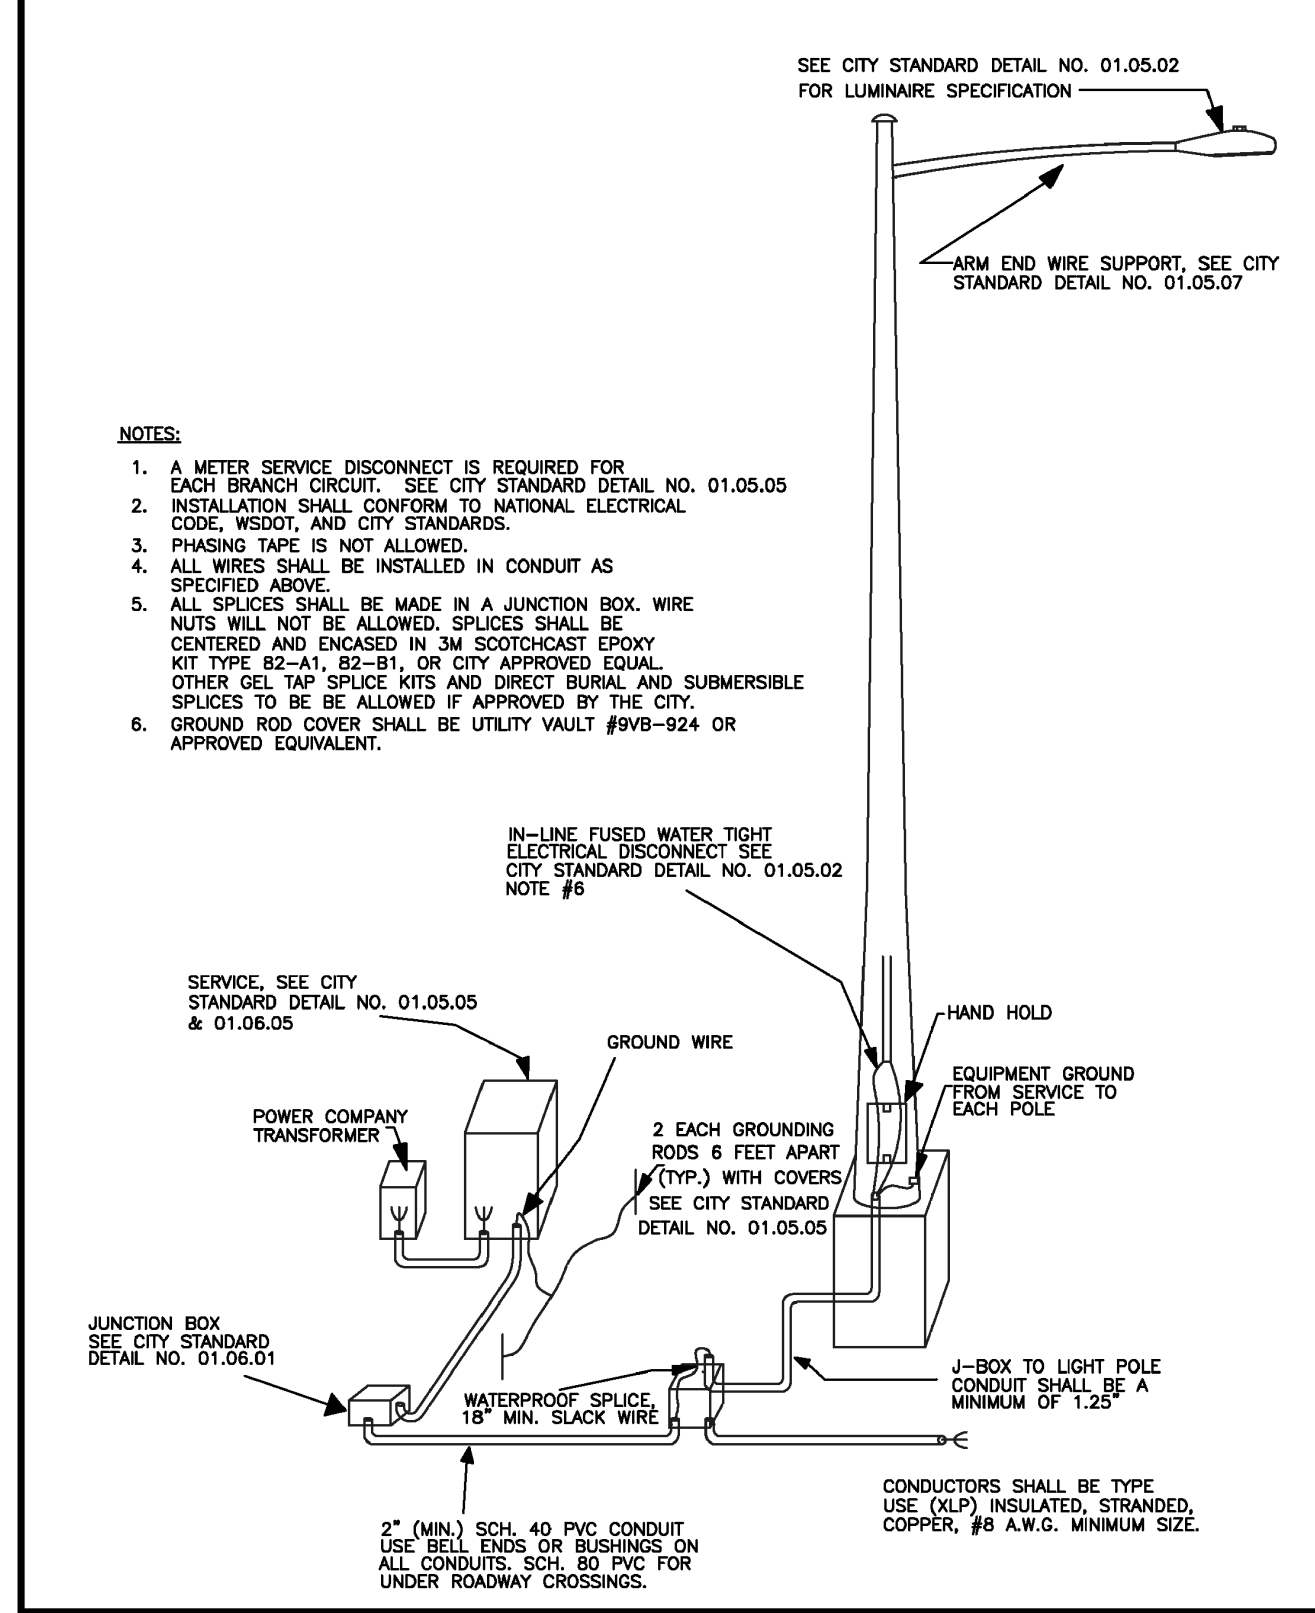 SEE CITY STANDARD DETAIL NO. 01.05.02
FOR LUMINAIRE SPECIFICATION
ARM END WIRE SUPPORT, SEE CITY
STANDARD DETAIL NO. 01.05.07
NOTES:
1. A METER SERVICE DISCONNECT IS REQUIRED FOR
EACH BRANCH CIRCUIT. SEE CITY STANDARD DETAIL NO. 01.05.05
2. INSTALLATION SHALL CONFORM TO NATIONAL ELECTRICAL
CODE, WSDOT, AND CITY STANDARDS.
3. PHASING TAPE IS NOT ALLOWED.
4. ALL WIRES SHALL BE INSTALLED IN CONDUIT AS
SPECIFIED ABOVE.
5. ALL SPLICES SHALL BE MADE IN A JUNCTION BOX. WIRE
NUTS WILL NOT BE ALLOWED. SPLICES SHALL BE
CENTERED AND ENCASED IN 3M SCOTCHCAST EPOXY
KIT TYPE 82-A1, 82-B1, OR CITY APPROVED EQUAL.
OTHER GEL TAP SPLICE KITS AND DIRECT BURIAL AND SUBMERSIBLE
SPLICES TO BE BE ALLOWED IF APPROVED BY THE CITY.
6. GROUND ROD COVER SHALL BE UTILITY VAULT #9VB-924 OR
APPROVED EQUIVALENT.
IN-LINE FUSED WATER TIGHT
ELECTRICAL DISCONNECT SEE
CITY STANDARD DETAIL NO. 01.05.02
NOTE #6
SERVICE, SEE CITY
STANDARD DETAIL NO. 01.05.05
& 01.06.05
GROUND WIRE
HAND HOLD
EQUIPMENT GROUND
FROM SERVICE TO
EACH POLE
POWER COMPANY
TRANSFORMER
2 EACH GROUNDING
RODS 6 FEET APART
(TYP.) WITH COVERS
SEE CITY STANDARD
DETAIL NO. 01.05.05
JUNCTION BOX
SEE CITY STANDARD
DETAIL NO. 01.06.01
WATERPROOF SPLICE,
18" MIN. SLACK WIRE
J-BOX TO LIGHT POLE
CONDUIT SHALL BE A
MINIMUM OF 1.25"
CONDUCTORS SHALL BE TYPE
USE (XLP) INSULATED, STRANDED,
COPPER, #8 A.W.G. MINIMUM SIZE.
2" (MIN.) SCH. 40 PVC CONDUIT
USE BELL ENDS OR BUSHINGS ON
ALL CONDUITS. SCH. 80 PVC FOR
UNDER ROADWAY CROSSINGS.